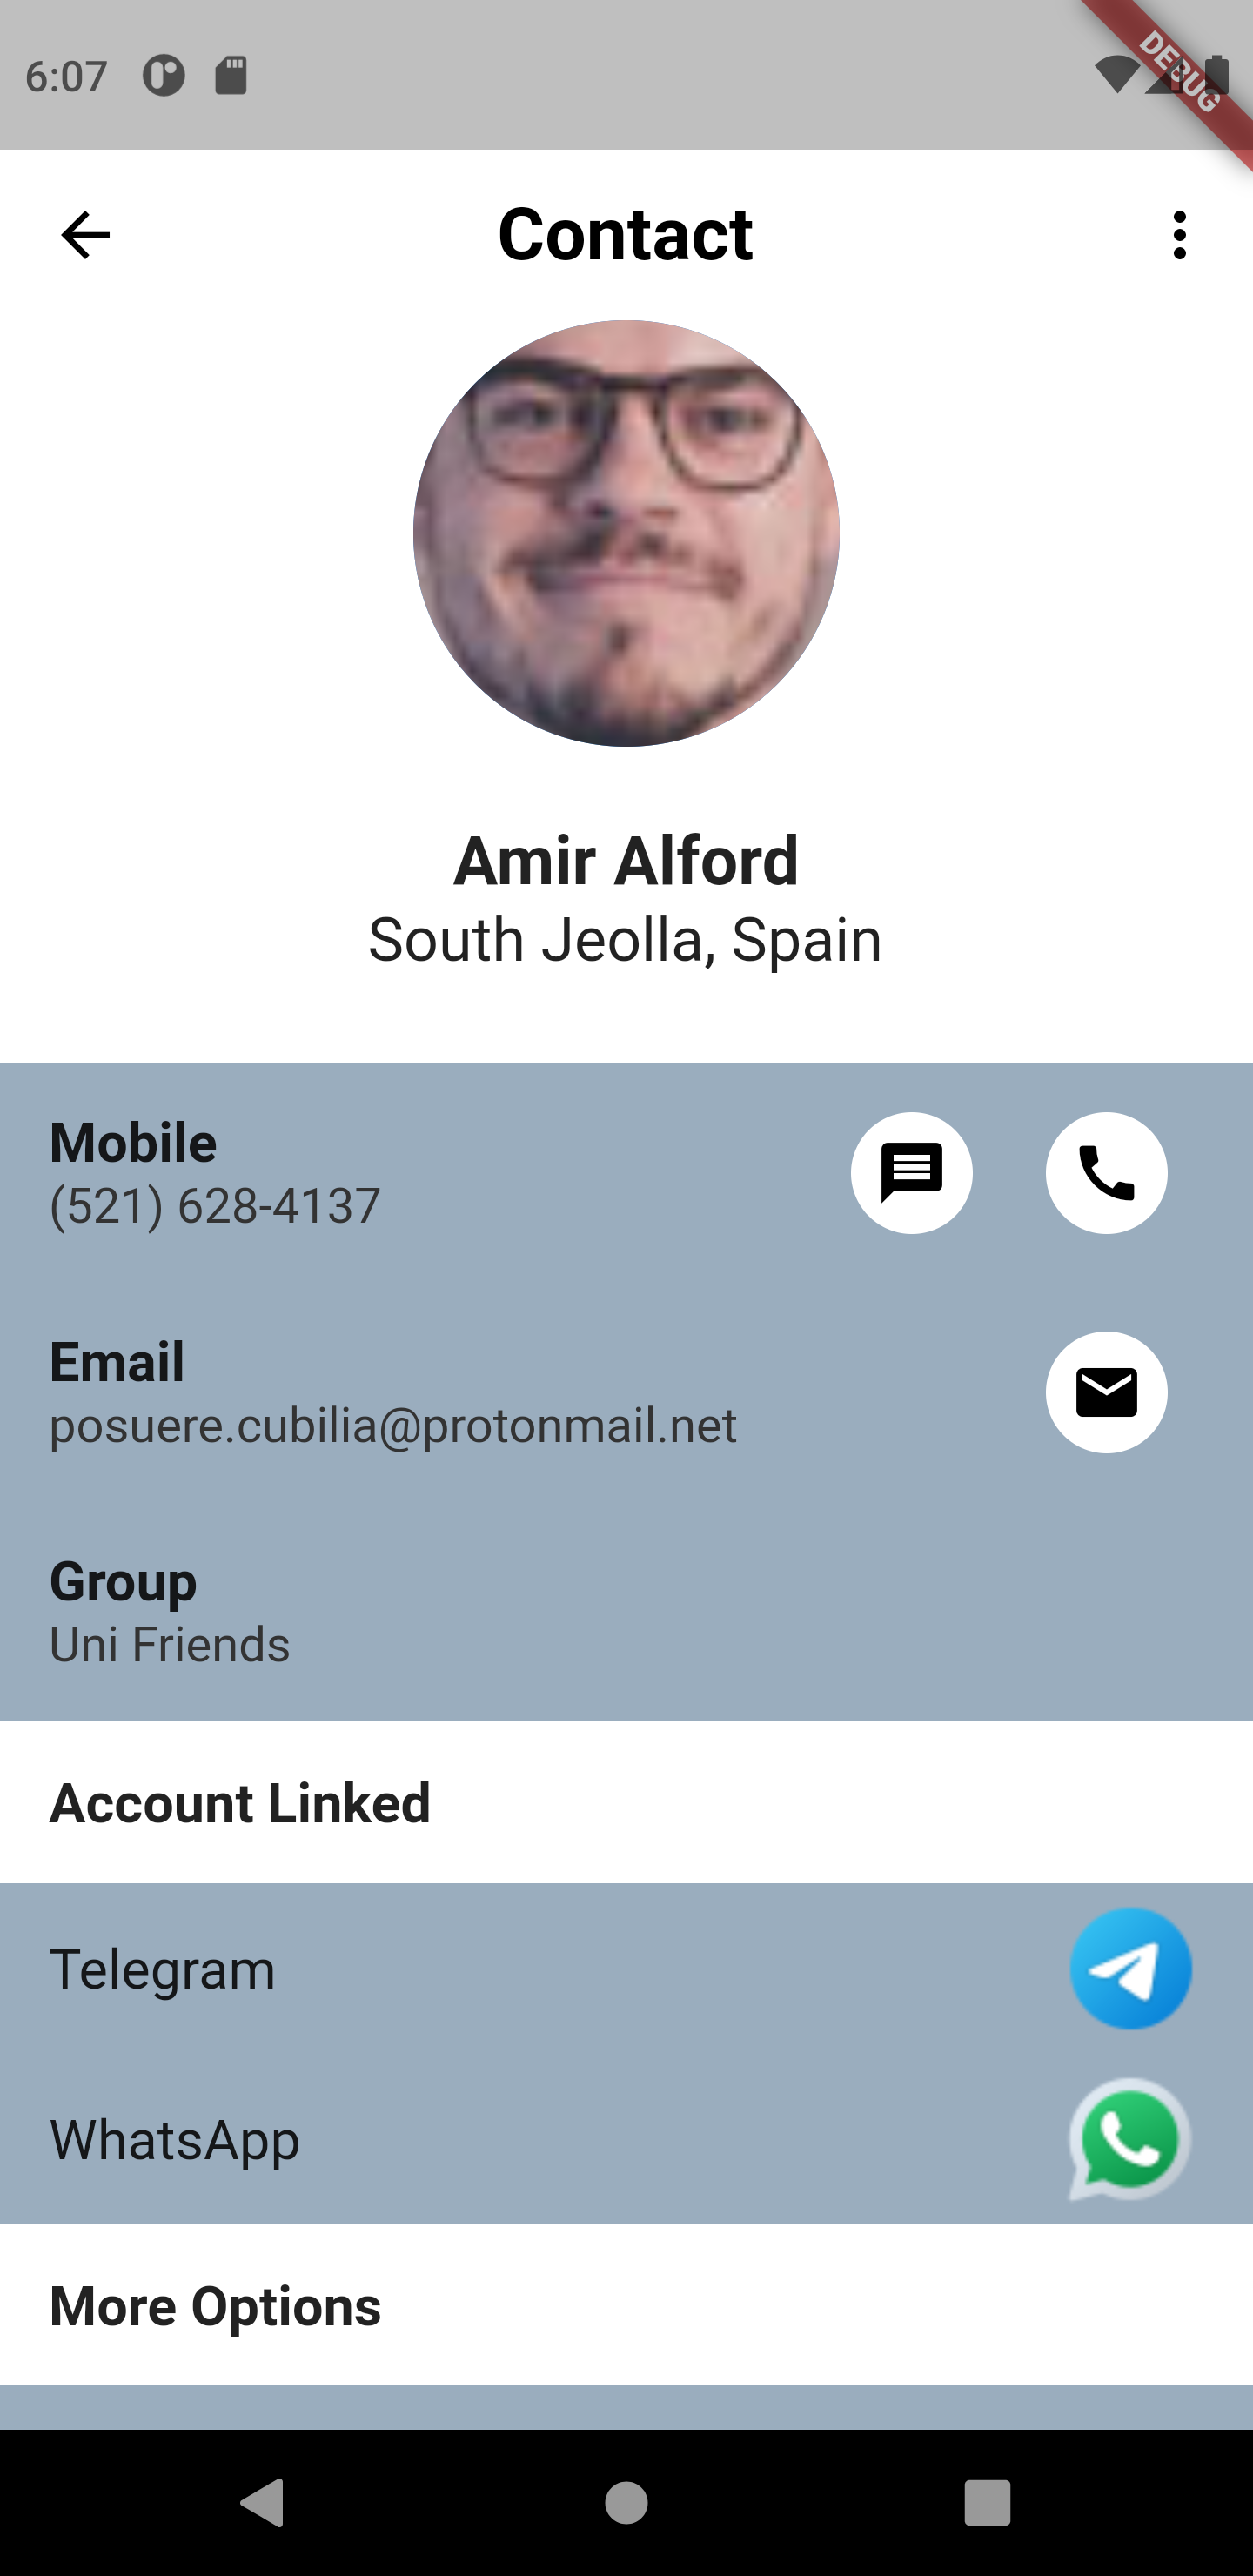 6:07
DEBUG
Contact
Amir Alford
South Jeolla, Spain
Mobile
(521) 628-4137
Email
posuere.cubilia@protonmail.net
Group
Uni Friends
Account Linked
Telegram
WhatsApp
More Options